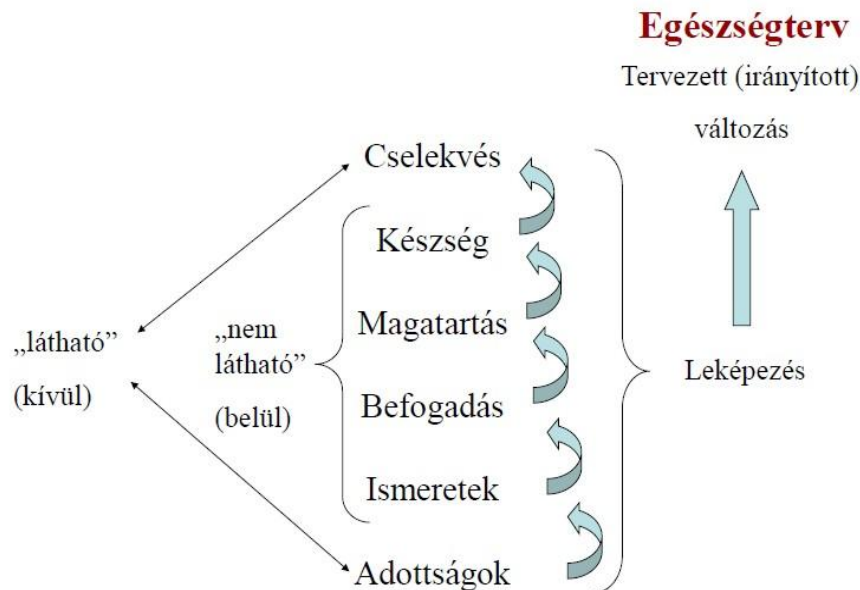 Egészségterv
Tervezett (irányított)
változás
Cselekvés
Készség
Magatartás
Befogadás
Ismeretek
Adottságok
„látható”
(kívül)
„nem
látható”
(belül)
Leképezés